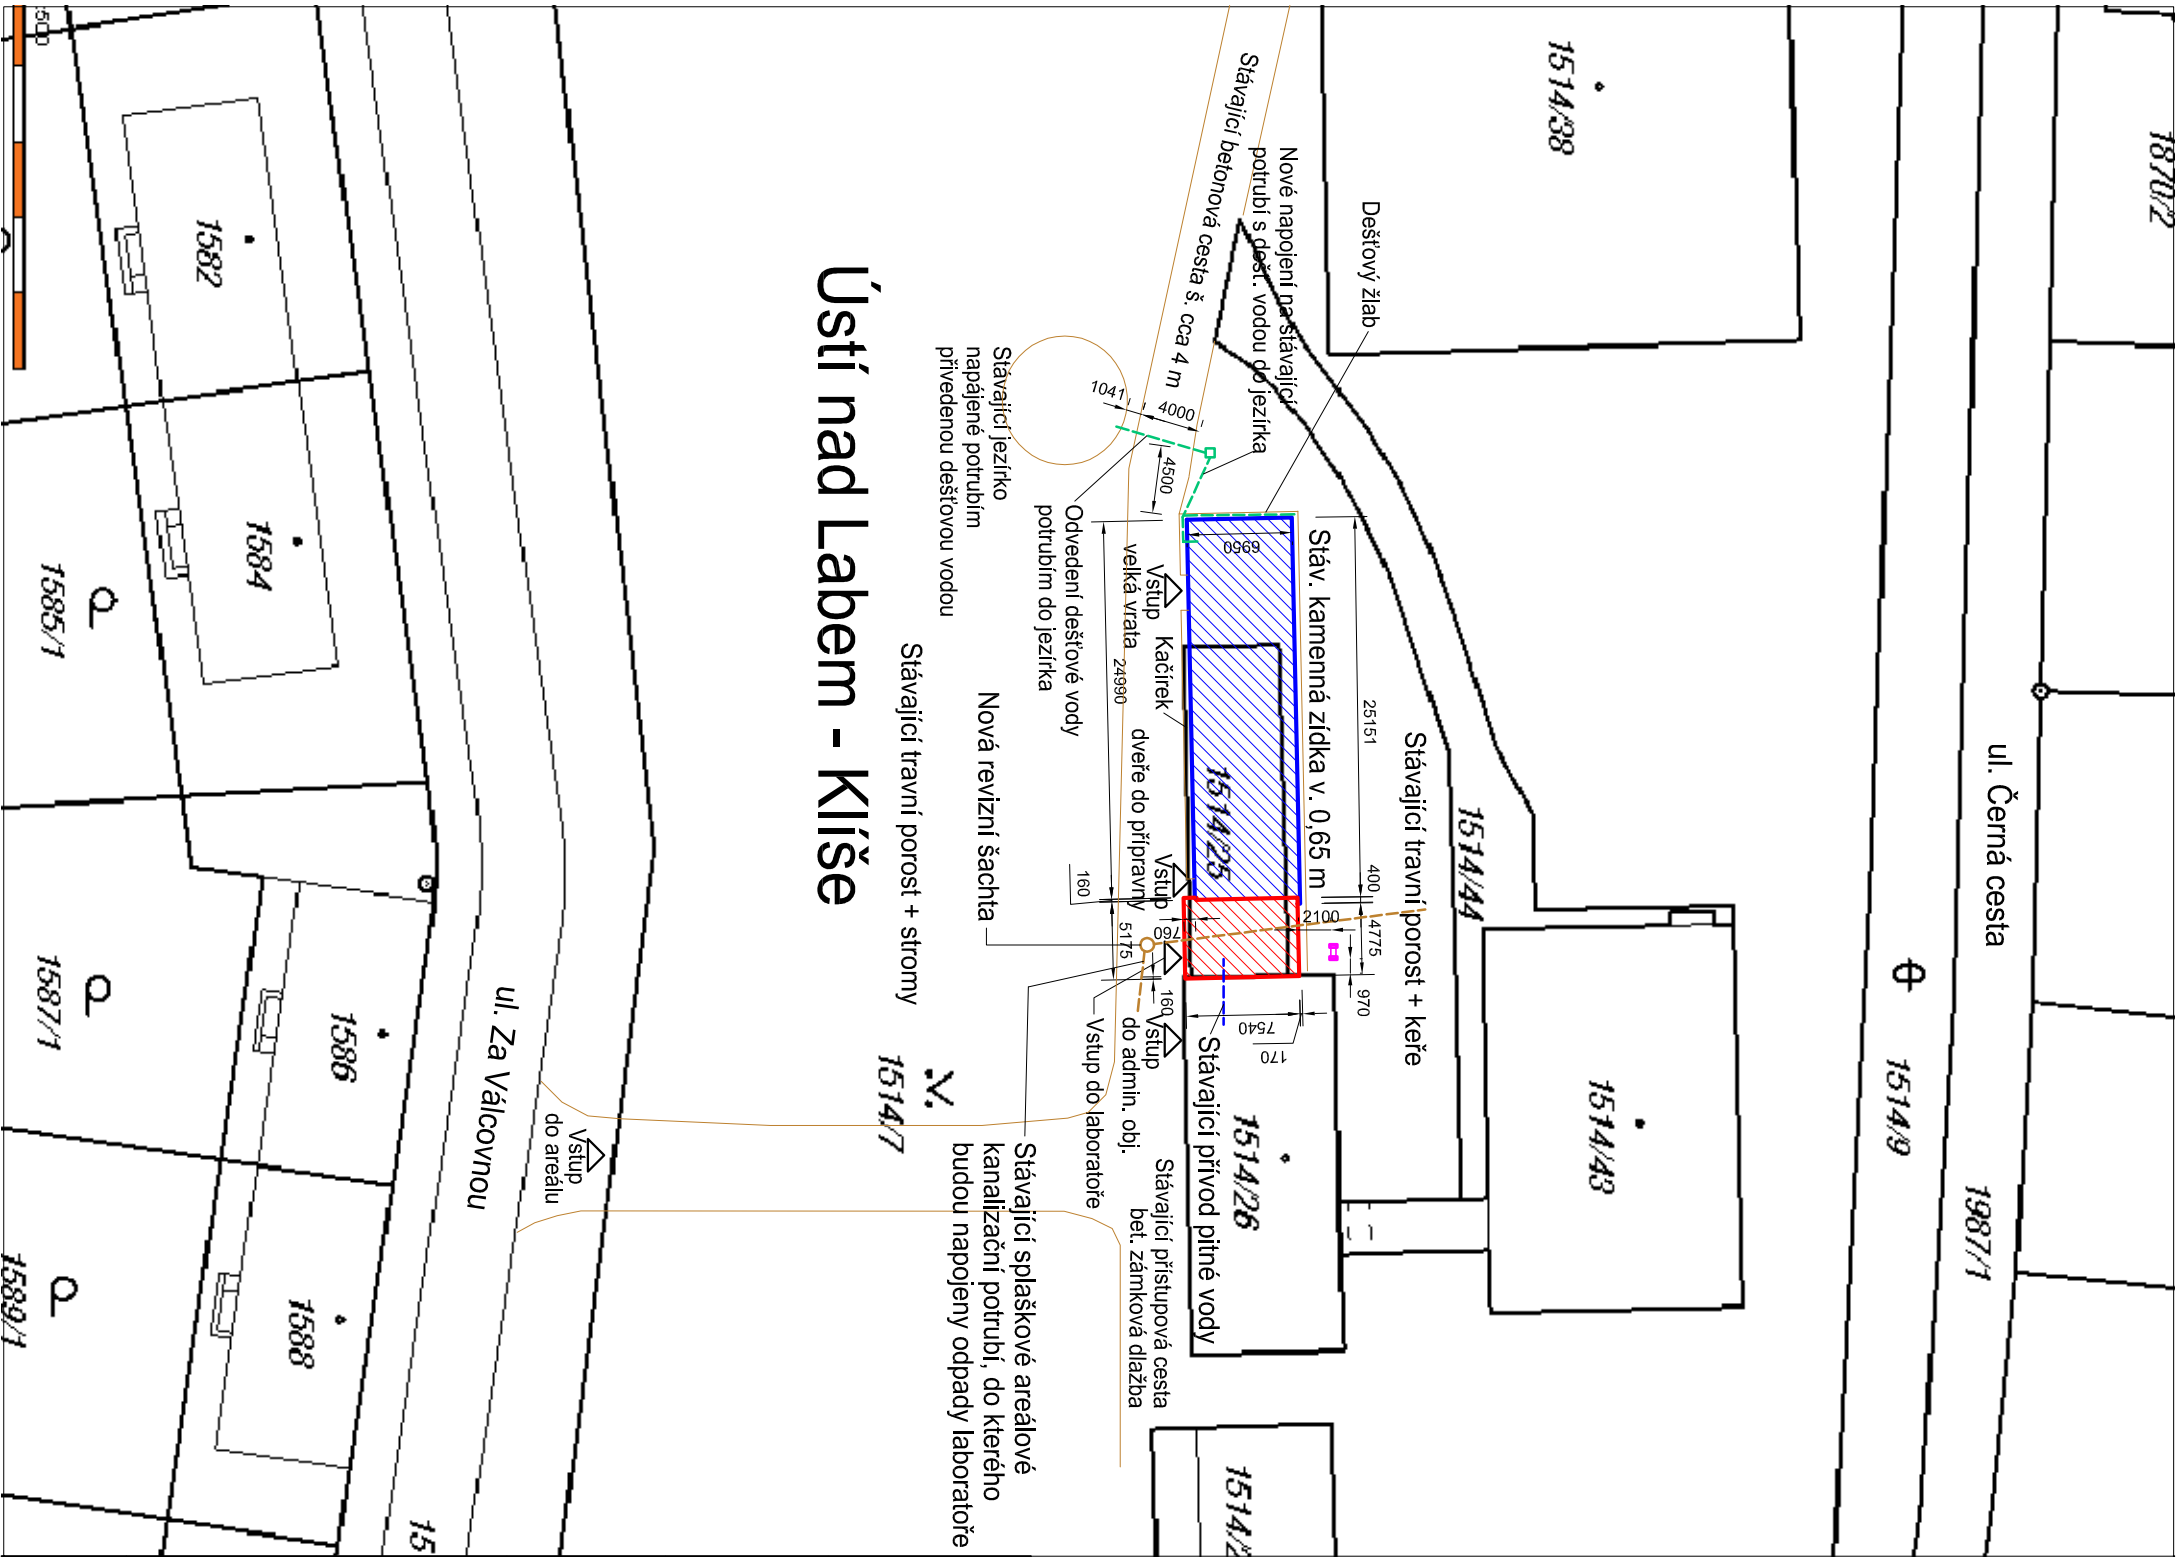 1870/2
ul. Černá cesta
1987/1
1514/9
1514/38
1514/43
1514/44
Stávající travní porost + keře
Dešťový žlab
Stáv. kamenná zídka v. 0,65 m
25151
400
4775
970
2100
170
7540
6950
Nové napojení na stávající
potrubí s dešť. vodou do jezírka
Stávající betonová cesta š. cca 4 m
1514/25
1514/26
1514/2
Stávající přívod pitné vody
1041
4000
4500
Vstup
velká vrata
Kačírek
24990
Vstup
dveře do přípravny
160
760
5175
160
Vstup
do admin. obj.
Vstup do laboratoře
Stávající přístupová cesta
bet. zámková dlažba
Odvedení dešťové vody
potrubím do jezírka
Stávající jezírko
napájené potrubím
přivedenou dešťovou vodou
Nová revizní šachta
Stávající splaškové areálové
kanalizační potrubí, do kterého
budou napojeny odpady laboratoře
Stávající travní porost + stromy
1514/7
Ústí nad Labem - Klíše
Vstup
do areálu
ul. Za Válcovnou
15
1582
1584
1586
1588
1585/1
1587/1
1589/1